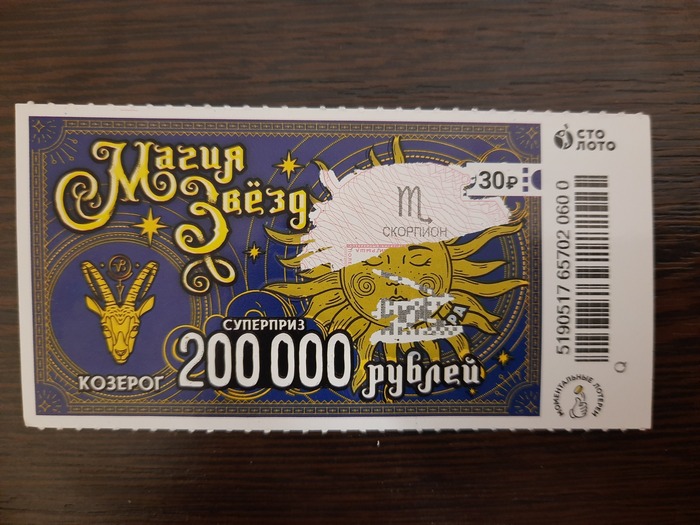 Магия
Звёзд
30₽
СКОРПИОН
СТО
ЛОТО
КОЗЕРОГ
СУПЕРПРИЗ
200 000 рублей
5190517 65702 060 0
МОМЕНТАЛЬНЫЕ ЛОТЕРЕИ